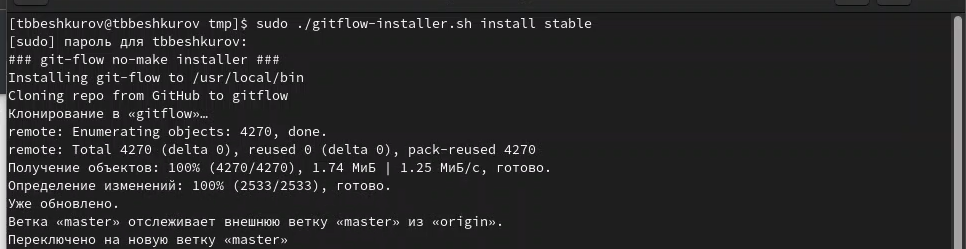 [tbbeshkurov@tbbeshkurov tmp]$ sudo ./gitflow-installer.sh install stable
[sudo] пароль для tbbeshkurov:
### git-flow no-make installer ###
Installing git-flow to /usr/local/bin
Cloning repo from GitHub to gitflow
Клонирование в «gitflow»…
remote: Enumerating objects: 4270, done.
remote: Total 4270 (delta 0), reused 0 (delta 0), pack-reused 4270
Получение объектов: 100% (4270/4270), 1.74 МиБ | 1.25 МиБ/с, готово.
Определение изменений: 100% (2533/2533), готово.
Уже обновлено.
Ветка «master» отслеживает внешнюю ветку «master» из «origin».
Переключено на новую ветку «master»